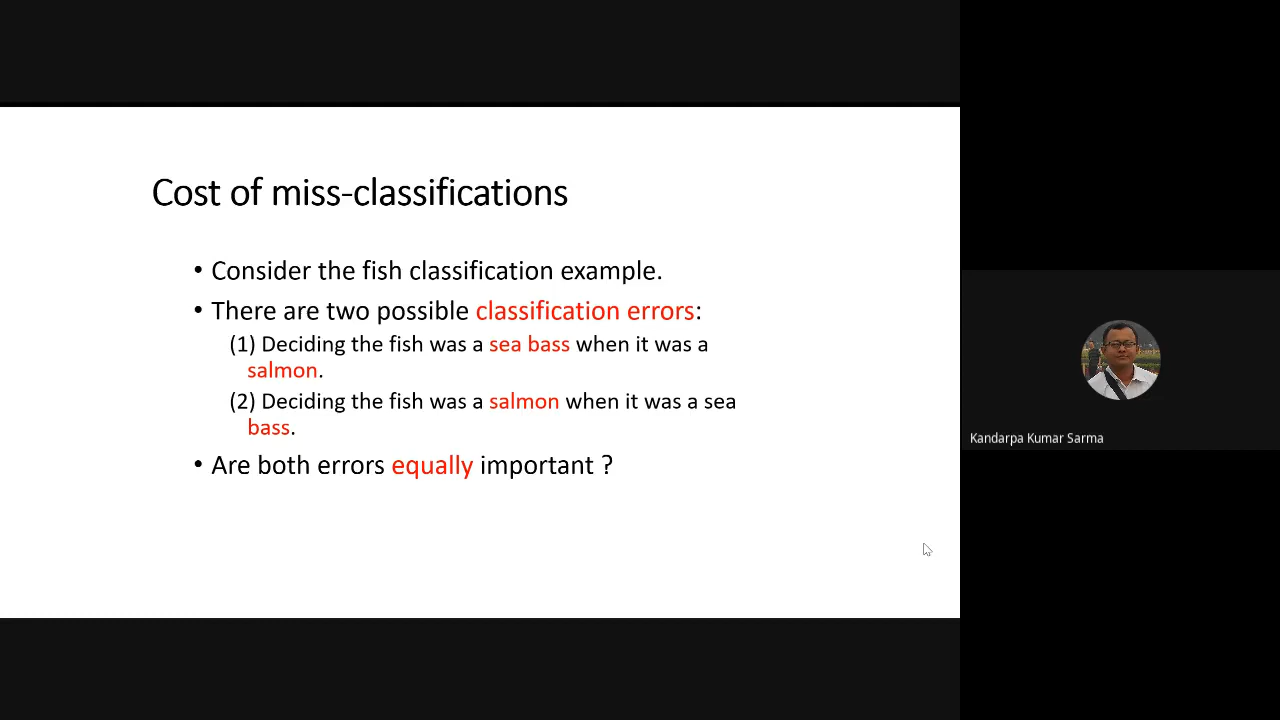 Cost of miss-classifications
• Consider the fish classification example.
• There are two possible classification errors:
(1) Deciding the fish was a sea bass when it was a
salmon.
(2) Deciding the fish was a salmon when it was a sea
bass.
• Are both errors equally important ?
Kandarpa Kumar Sarma